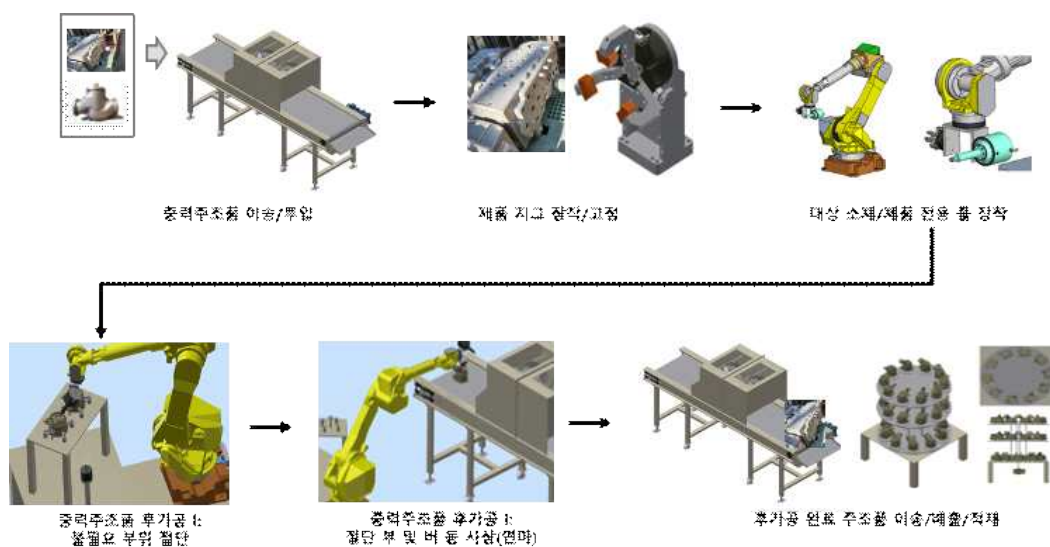 중력주조품 이송/투입
제품 지그 장착/고정
대상 소재/제품 전용 툴 장착
중력주조품 후가공 I:
불필요 부위 절단
중력주조품 후가공 I:
절단 부 및 버 등 사상(연마)
후가공 완료 주조품 이송/배출/적재